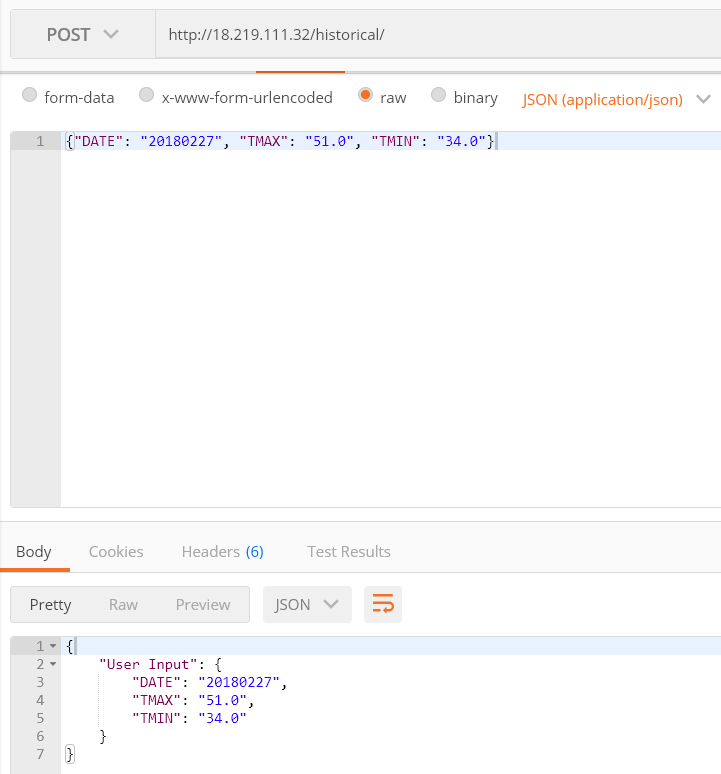 POST http://18.219.111.32/historical/
form-data x-www-form-urlencoded raw binary JSON (application/json)
1 {"DATE": "20180227", "TMAX": "51.0", "TMIN": "34.0"}
Body Cookies Headers (6) Test Results
Pretty Raw Preview JSON
1 {
2 "User Input": {
3 "DATE": "20180227",
4 "TMAX": "51.0",
5 "TMIN": "34.0"
6 }
7 }